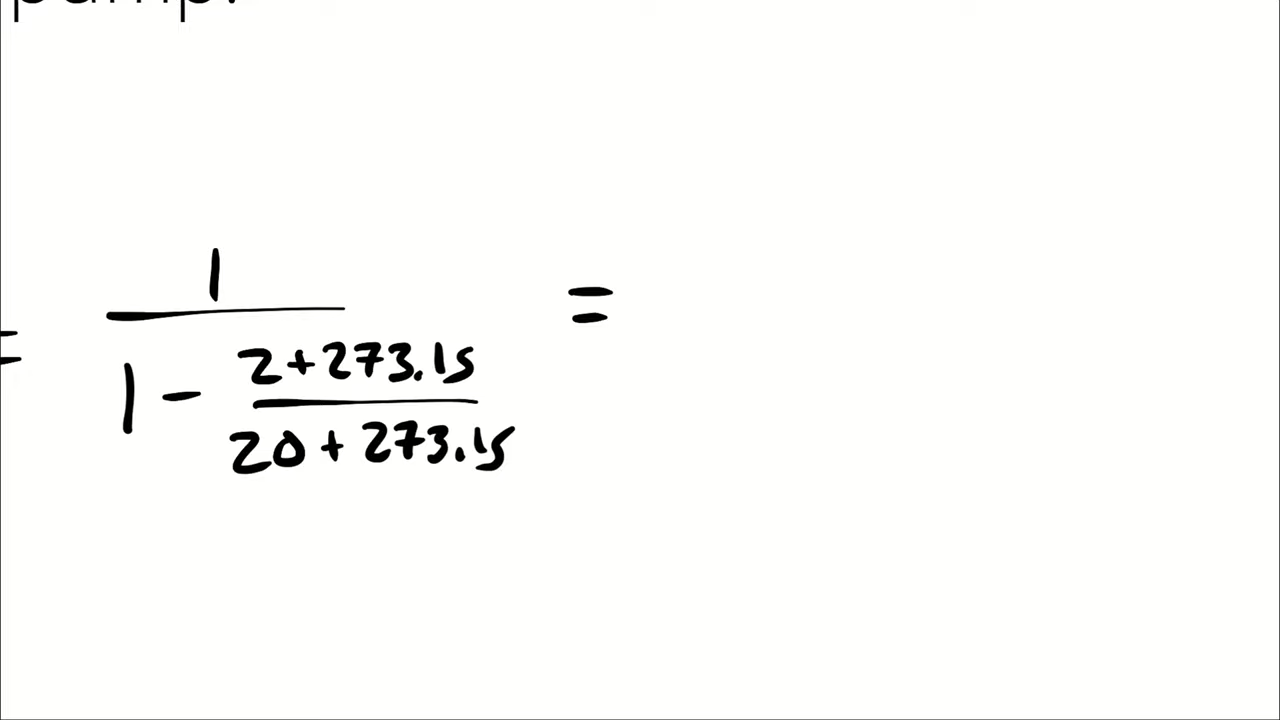 =
1
1 - 2+273.15
20+273.15
=